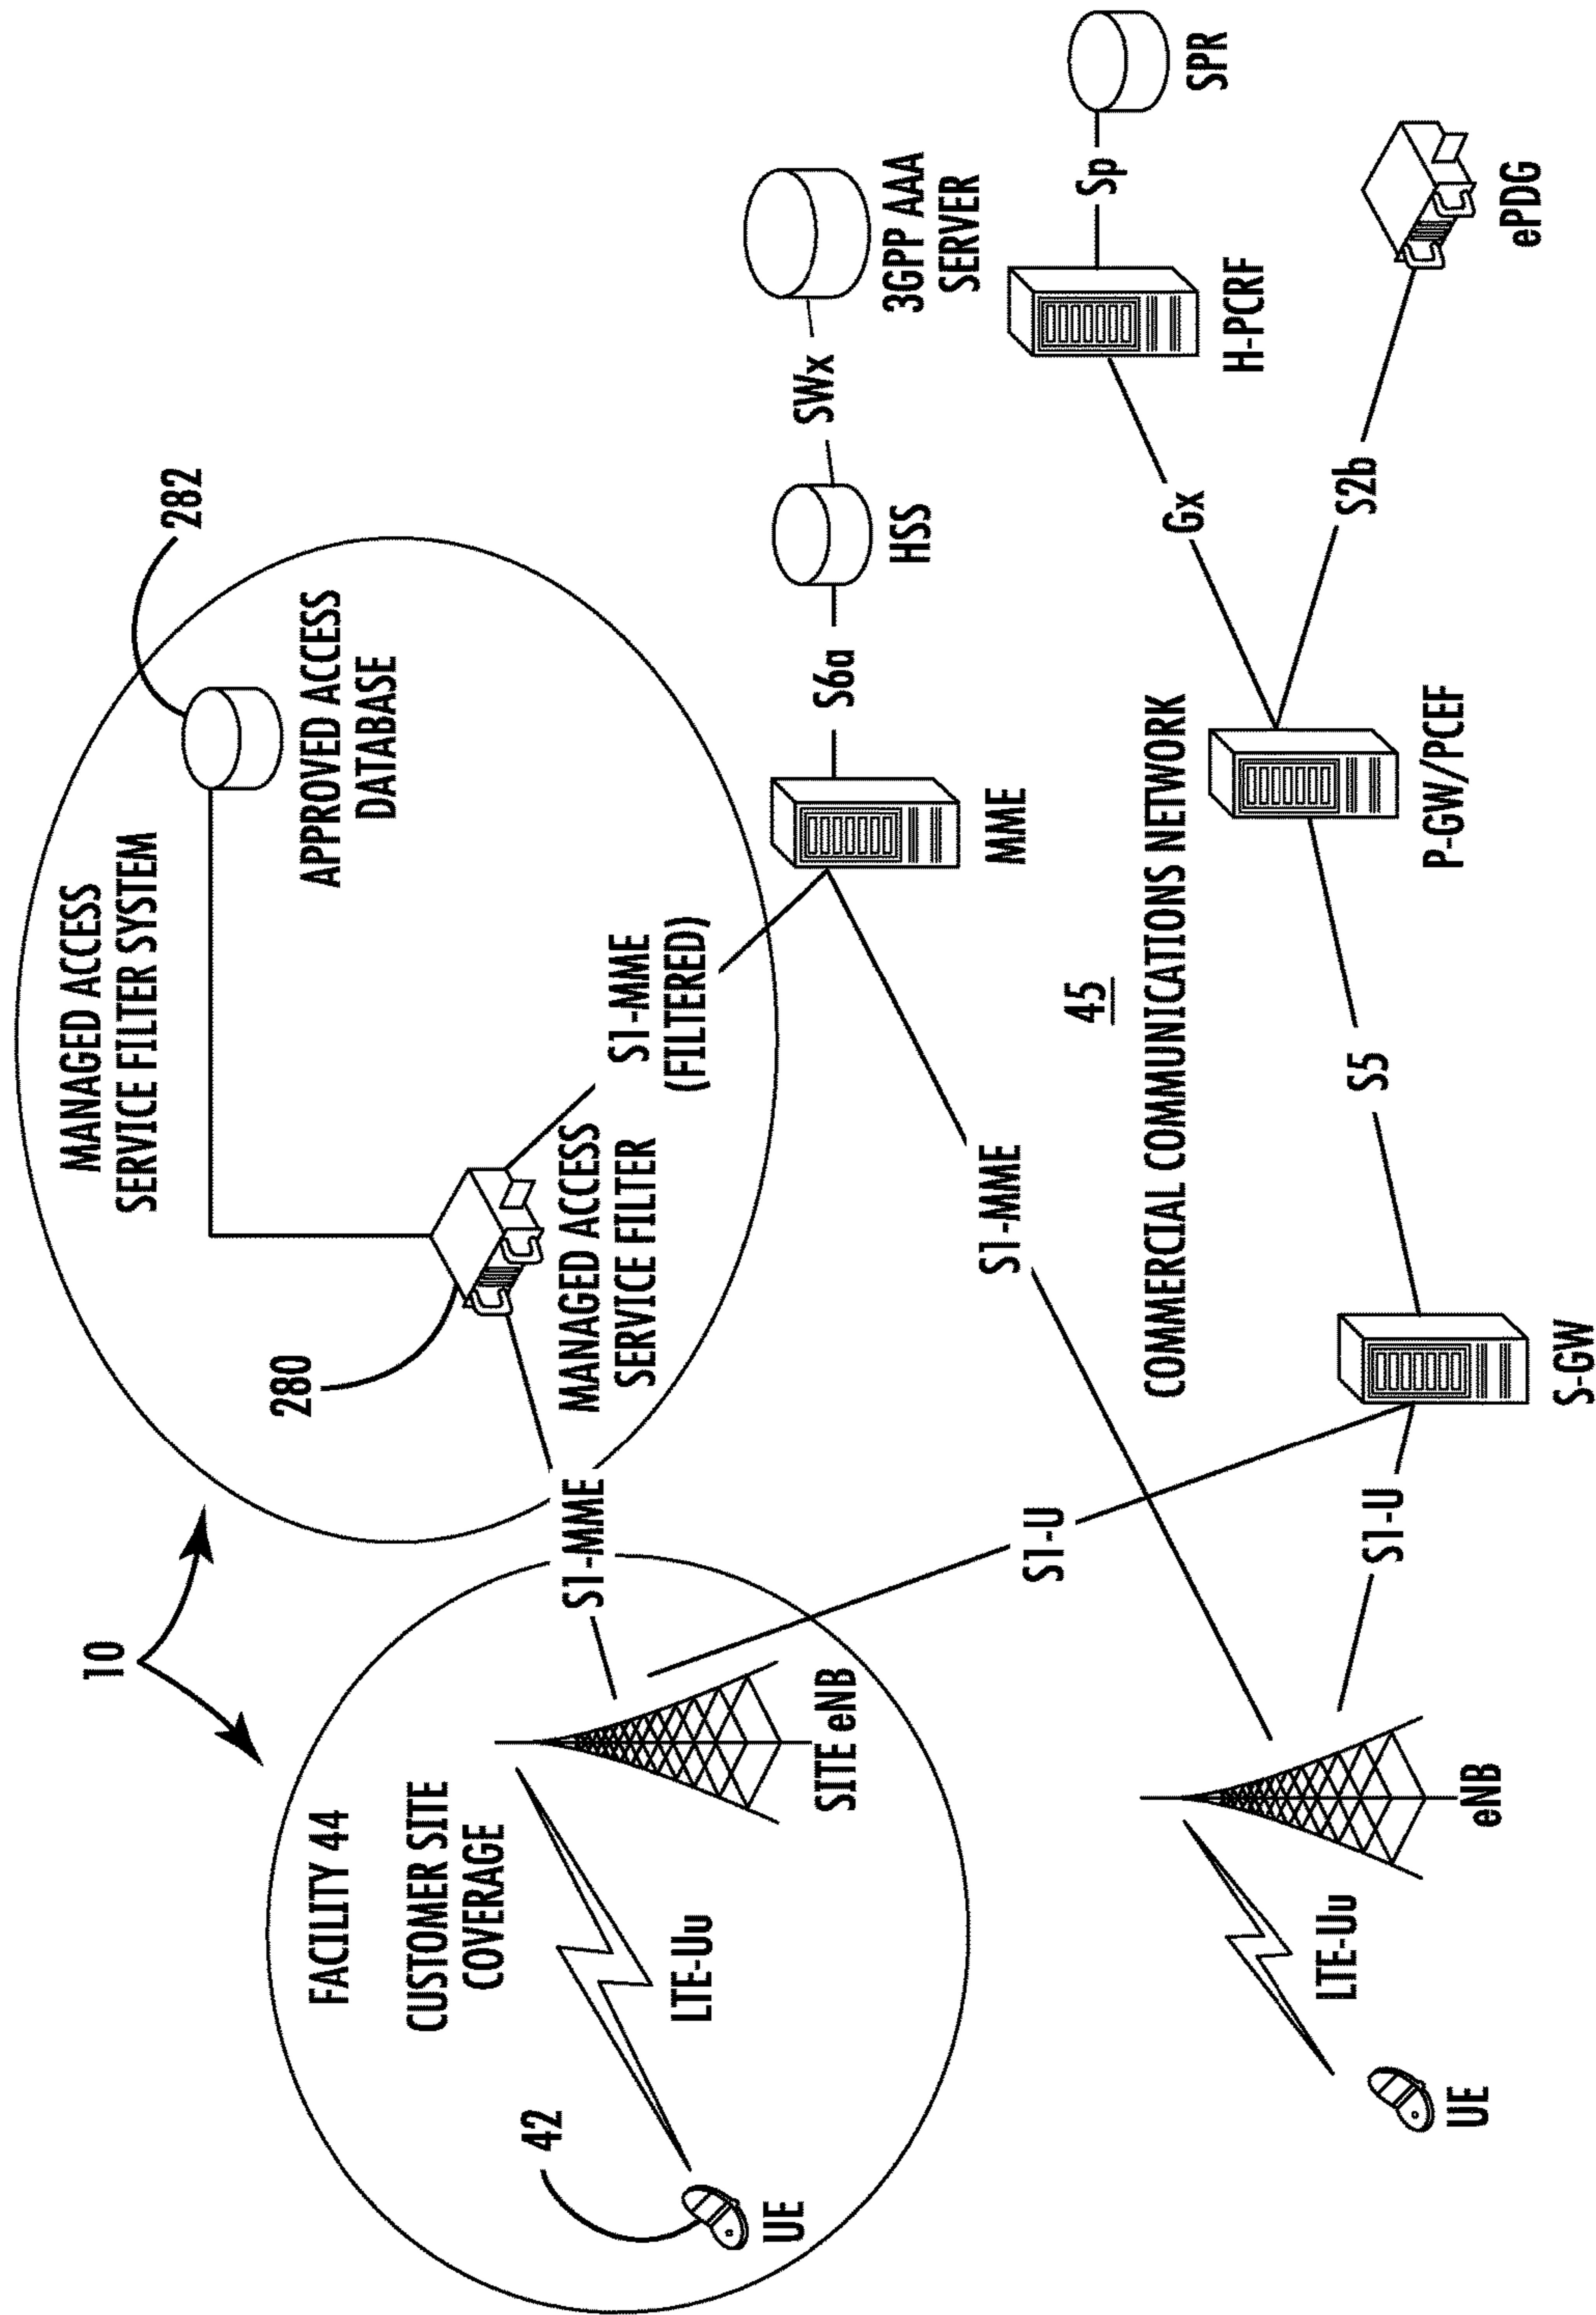 10
MANAGED ACCESS
SERVICE FILTER SYSTEM
282
280
APPROVED ACCESS
DATABASE
FACILITY 44
CUSTOMER SITE
COVERAGE
42
LTE-Uu
UE
SITE eNB
S1-MME
MANAGED ACCESS
SERVICE FILTER
S1-MME
(FILTERED)
MME
S6a
HSS
SWx
3GPP AAA
SERVER
S1-MME
S1-U
45
COMMERCIAL COMMUNICATIONS NETWORK
Sp
SPR
H-PCRF
Gx
LTE-Uu
UE
eNB
S1-U
S-GW
S5
P-GW/PCEF
S2b
ePDG